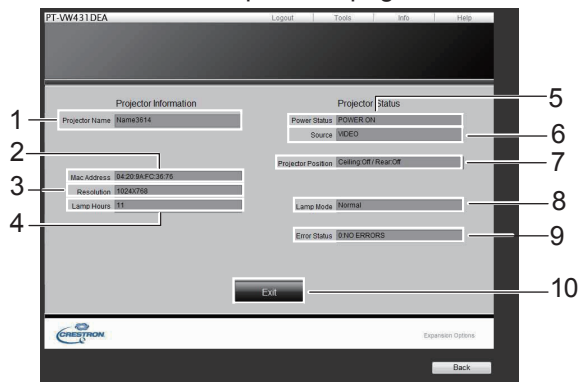 PT-VW431DEA
Logout Tools Info Help
Projector Information
Projector Status
5
1
Projector Name Name3614
Power Status POWER ON
Source VIDEO
6
2
Projector Position Ceiling:Off / Rear:Off
7
Mac Address 04:20:9A:FC:36:76
3
Resolution 1024X768
Lamp Hours 11
Lamp Mode Normal
8
4
Error Status 0:NO ERRORS
9
Exit
10
CRESTRON
Expansion Options
Back